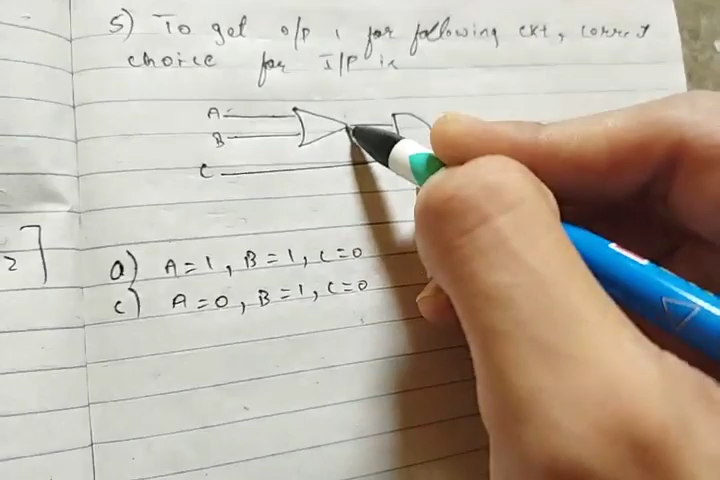 5) To get o/p 1 for following ckt, correct
choice for I/P is
A
B
C
2
a) A=1, B=1, C=0
c) A=0, B=1, C=0